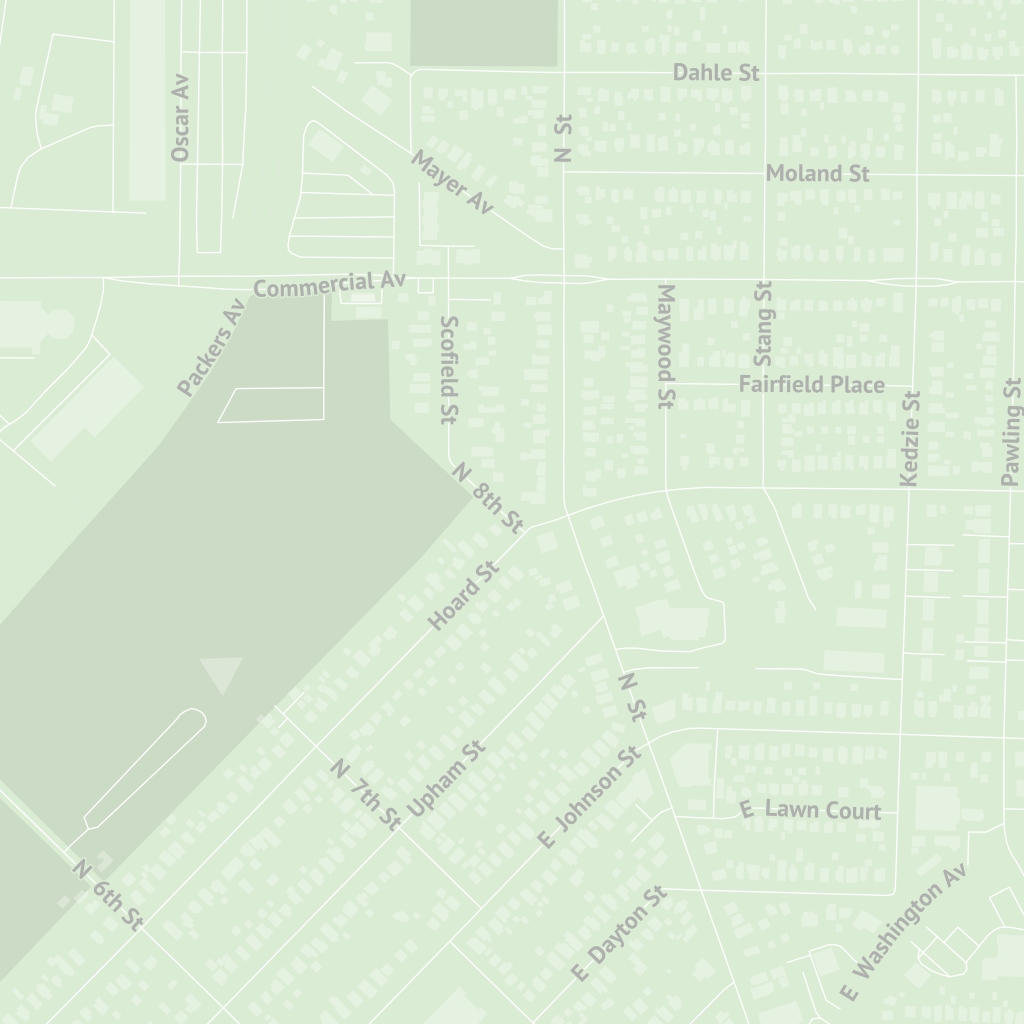 Dahle St
Oscar Av
N St
Mayer Av
Moland St
Commercial Av
Packers Av
Scofield St
Maywood St
Stang St
Fairfield Place
Kedzie St
Pawling St
N 8th St
Hoard St
N St
N 7th St
Upham St
E Johnson St
E Lawn Court
N 6th St
E Dayton St
E Washington Av